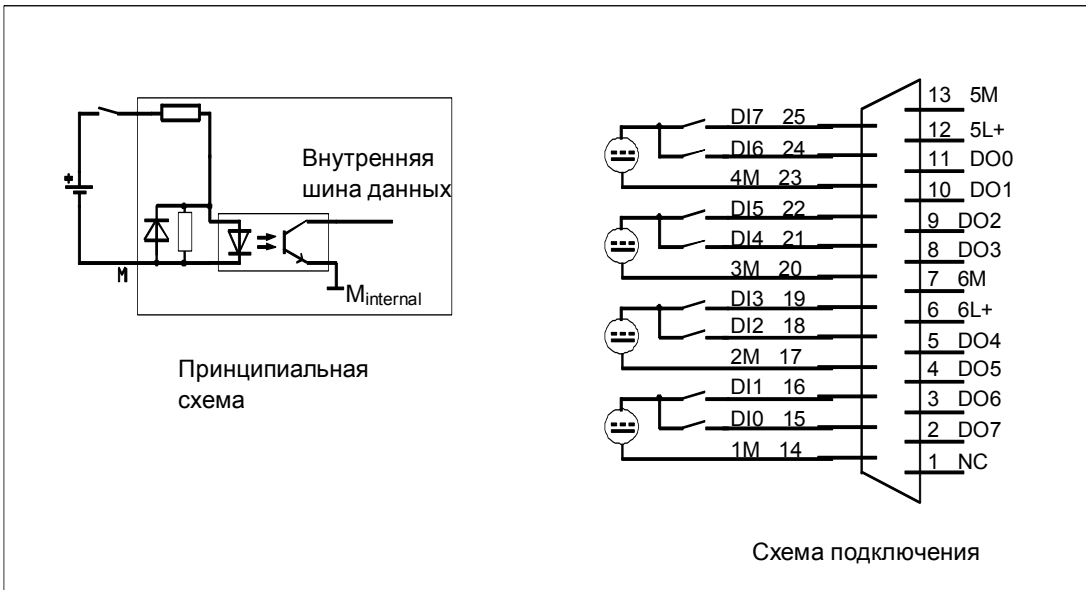 Внутренняя
шина данных
+
M
Minternal
Принципиальная
схема
DI7 25
DI6 24
4M 23
DI5 22
DI4 21
3M 20
DI3 19
DI2 18
2M 17
DI1 16
DI0 15
1M 14
13 5M
12 5L+
11 DO0
10 DO1
9 DO2
8 DO3
7 6M
6 6L+
5 DO4
4 DO5
3 DO6
2 DO7
1 NC
Схема подключения